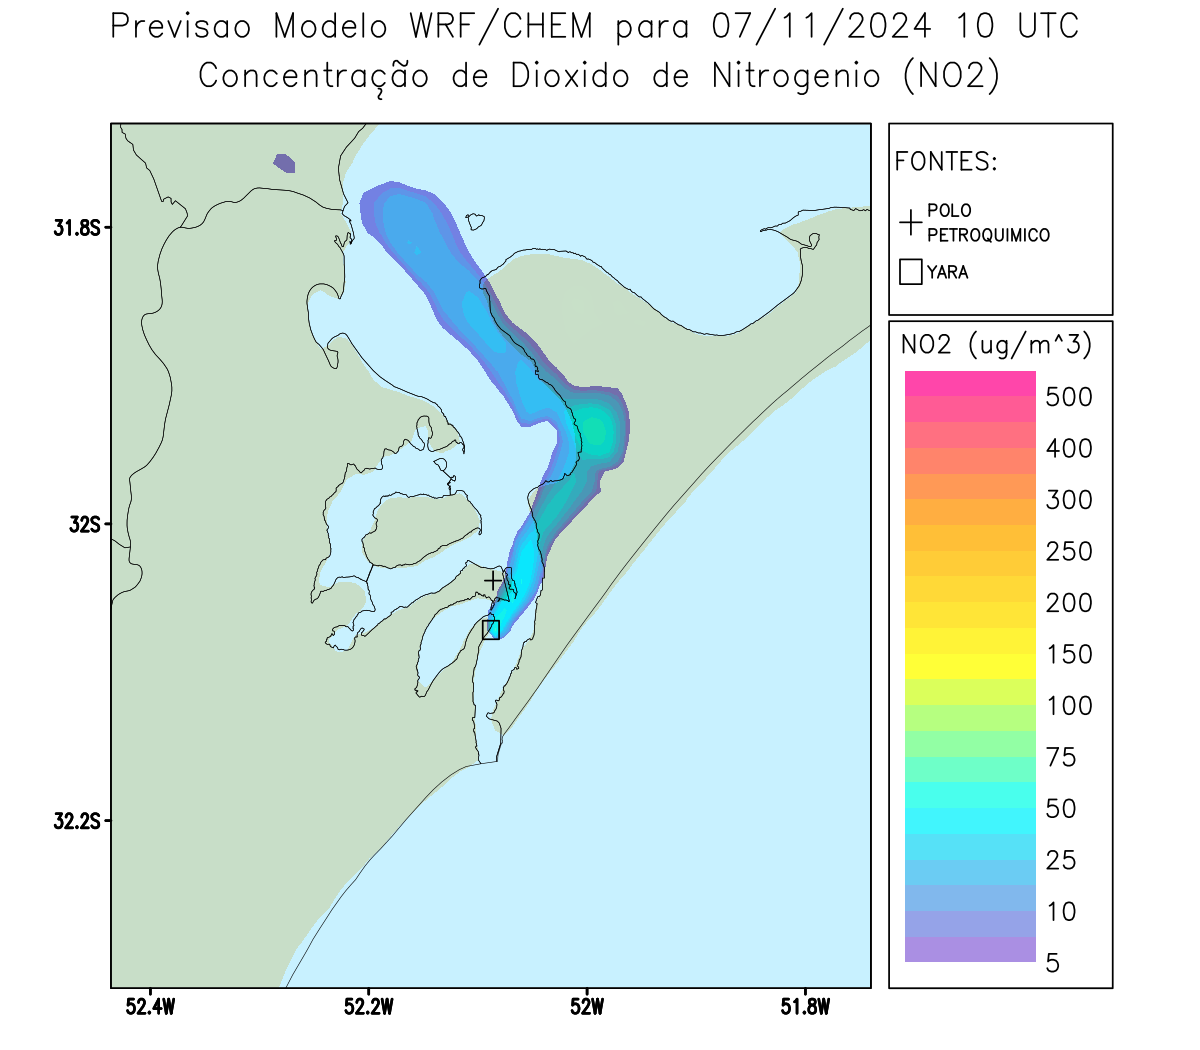 Previsao Modelo WRF/CHEM para 07/11/2024 10 UTC
Concentração de Dioxido de Nitrogenio (NO2)
FONTES:
POLO
PETROQUIMICO
YARA
31.8S
32S
32.2S
52.4W
52.2W
52W
51.8W
NO2 (ug/m^3)
500
400
300
250
200
150
100
75
50
25
10
5